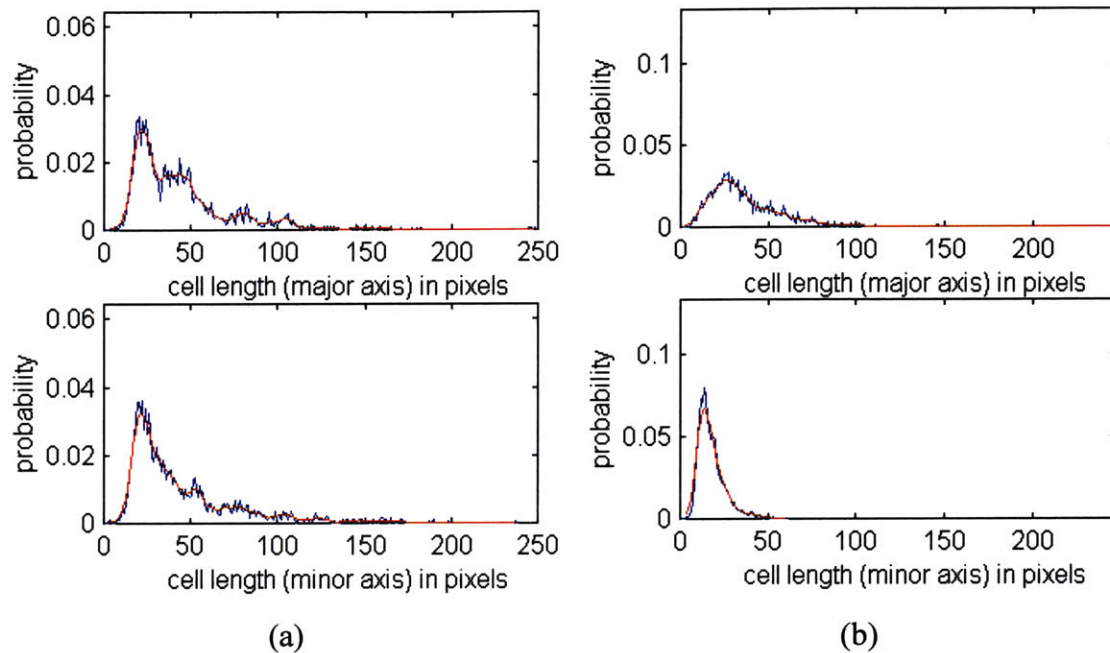 0.06
0.04
0.02
0
probability
0 50 100 150 200 250
cell length (major axis) in pixels
0.1
0.05
0
probability
0 50 100 150 200
cell length (major axis) in pixels
0.06
0.04
0.02
0
probability
0 50 100 150 200 250
cell length (minor axis) in pixels
0.1
0.05
0
probability
0 50 100 150 200
cell length (minor axis) in pixels
(a)
(b)